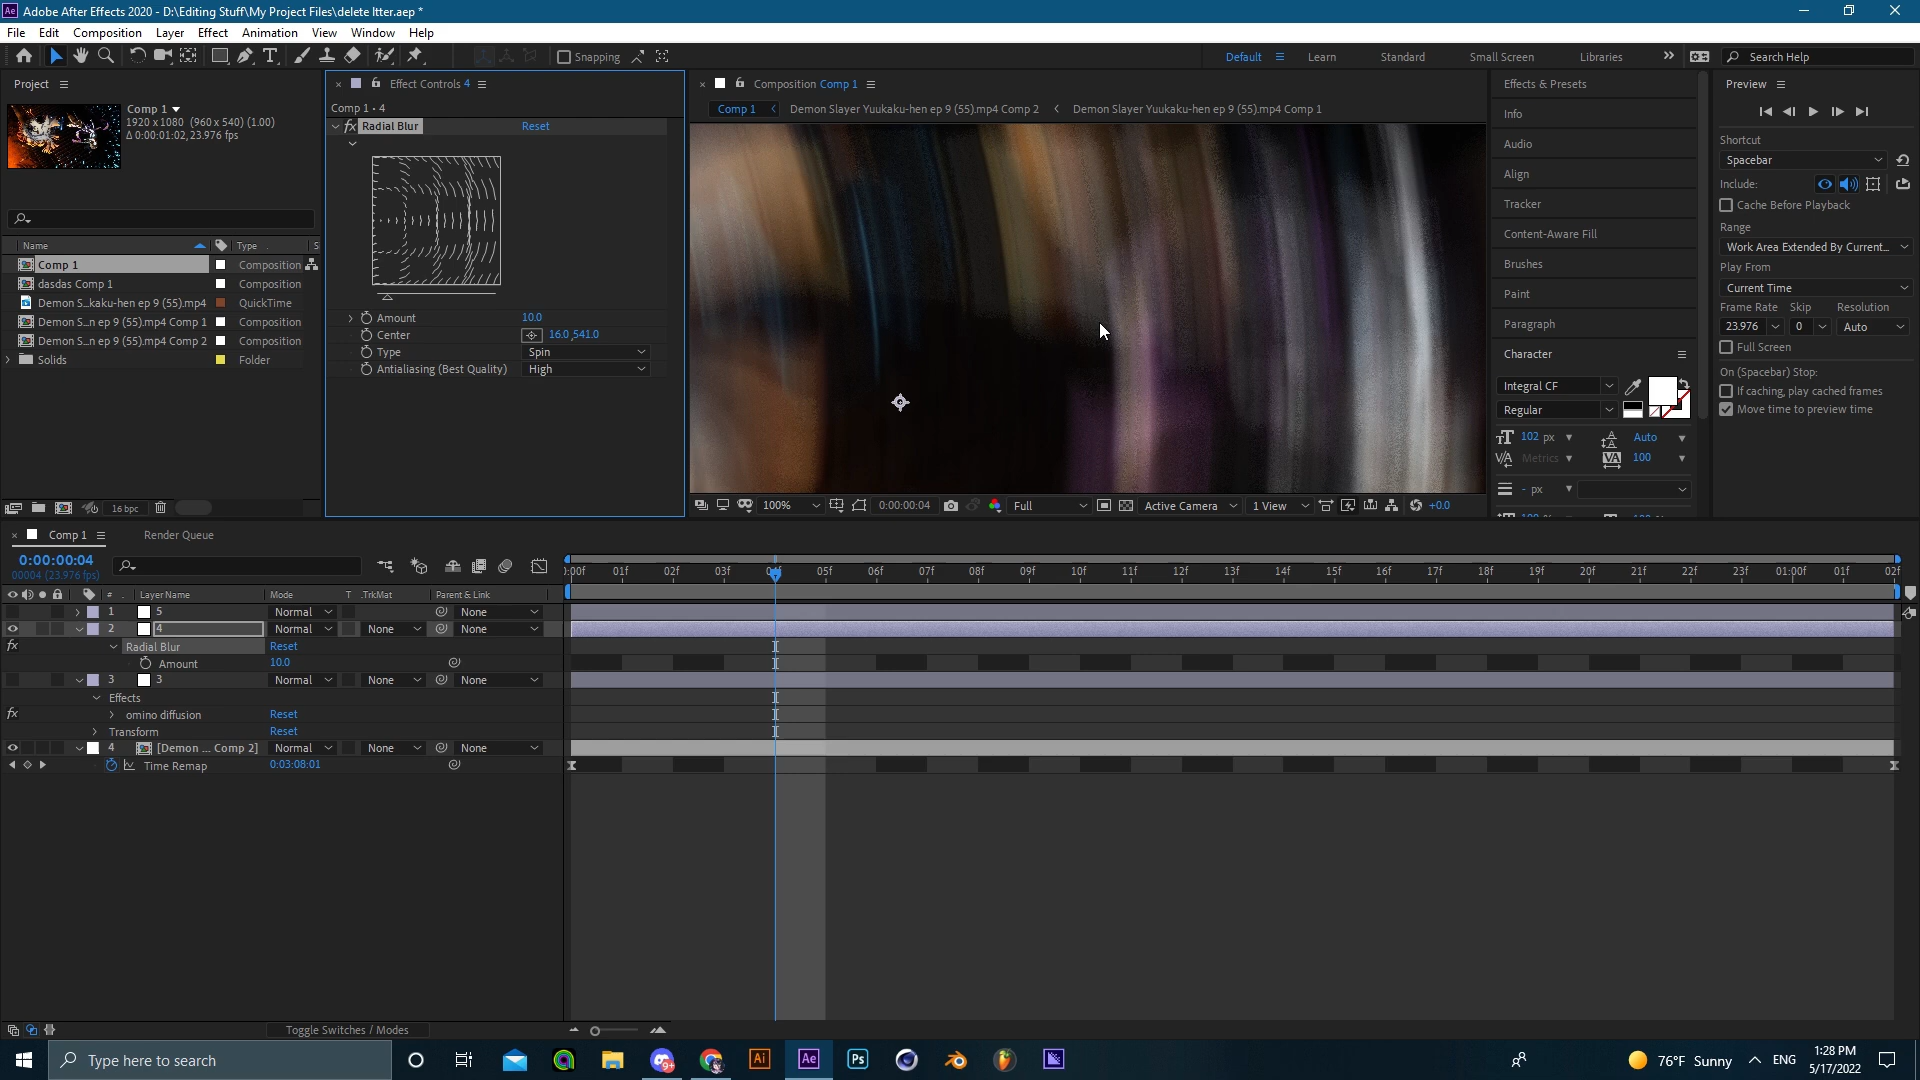 Adobe After Effects 2020 - D:\Editing Stuff\My Project Files\delete ltter.aep *
File Edit Composition Layer Effect Animation View Window Help
Snapping
Default Learn Standard Small Screen Libraries Search Help
Project
Comp 1
1920 x 1080 (960 x 540) (1.00)
Δ 0:00:01:02, 23.976 fps
Name Type S
Comp 1 Composition
dasdas Comp 1 Composition
Demon S...kaku-hen ep 9 (55).mp4 QuickTime
Demon S...n ep 9 (55).mp4 Comp 1 Composition
Demon S...n ep 9 (55).mp4 Comp 2 Composition
Solids Folder
16 bpc
Effect Controls 4
Comp 1 • 4
fx Radial Blur Reset
Amount 10.0
Center 16.0,541.0
Type Spin
Antialiasing (Best Quality) High
Composition Comp 1
Comp 1 Demon Slayer Yuukaku-hen ep 9 (55).mp4 Comp 2 Demon Slayer Yuukaku-hen ep 9 (55).mp4 Comp 1
100% 0:00:00:04 Full Active Camera 1 View +0.0
Effects & Presets
Info
Audio
Align
Tracker
Content-Aware Fill
Brushes
Paint
Paragraph
Character
Integral CF
Regular
102 px Auto
Metrics 100
- px
Preview
Shortcut
Spacebar
Include:
Cache Before Playback
Range
Work Area Extended By Current...
Play From
Current Time
Frame Rate Skip Resolution
23.976 0 Auto
Full Screen
On (Spacebar) Stop:
If caching, play cached frames
Move time to preview time
Comp 1 Render Queue
0:00:00:04
00004 (23.976 fps)
# Layer Name Mode T .TrkMat Parent & Link
1 5 Normal None
2 4 Normal None None
fx Radial Blur Reset
Amount 10.0
3 3 Normal None None
Effects
fx omino diffusion Reset
Transform Reset
4 [Demon ... Comp 2] Normal None None
Time Remap 0:03:08:01
01f 02f 03f 05f 06f 07f 08f 09f 10f 11f 12f 13f 14f 15f 16f 17f 18f 19f 20f 21f 22f 23f 01:00f 01f 02f
Toggle Switches / Modes
Type here to search
9+ Ai Ae Ps
76°F Sunny ENG
1:28 PM
5/17/2022